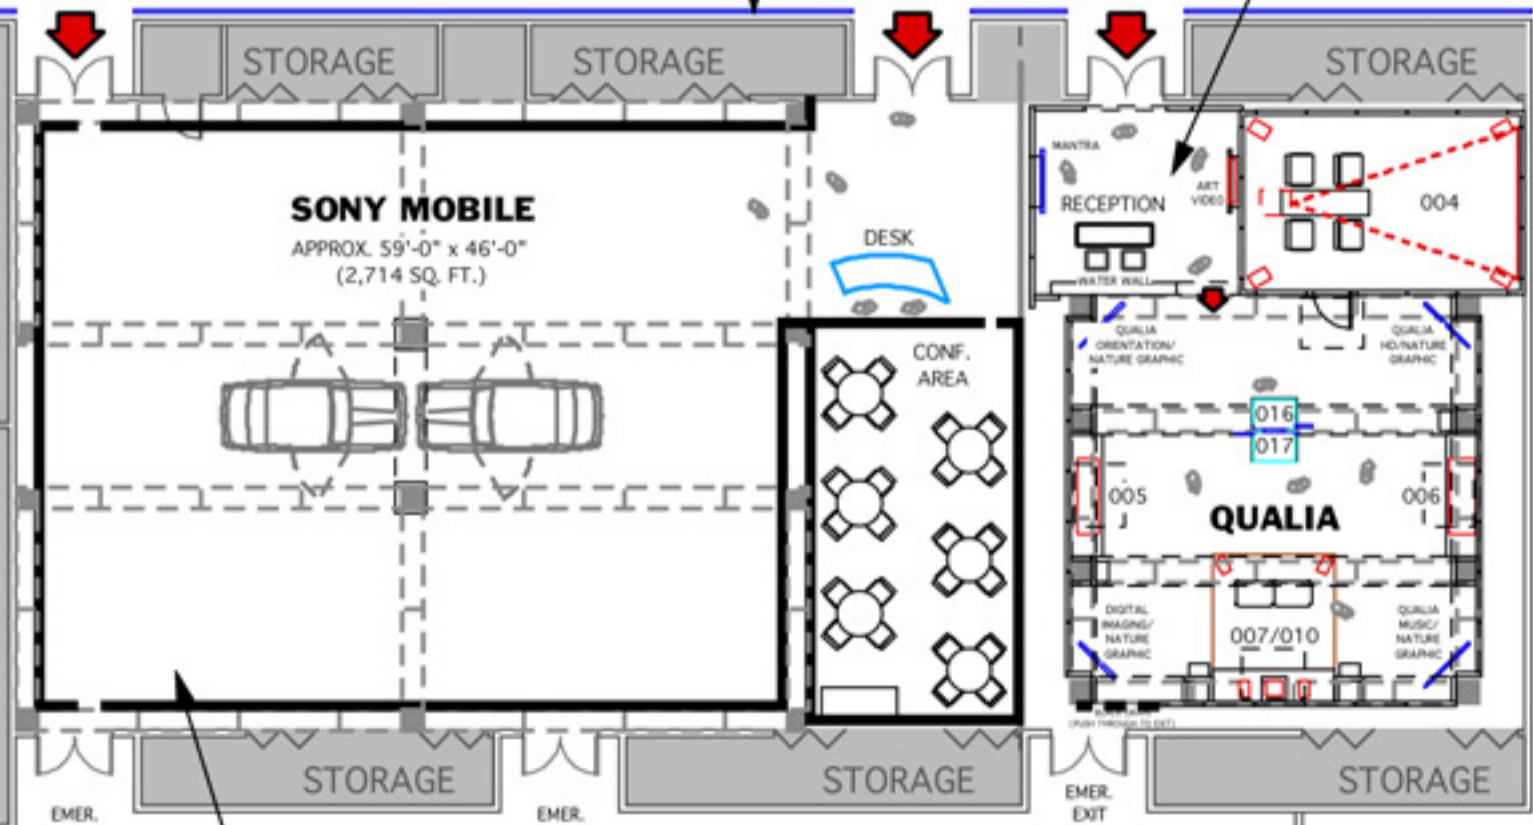 STORAGE
STORAGE
STORAGE
SONY MOBILE
APPROX. 59'-0" x 46'-0"
(2,714 SQ. FT.)
DESK
CONF.
AREA
MANTRA
RECEPTION
ART
VIDEO
WATER WALL
004
QUALIA
ORIENTATION/
NATURE GRAPHIC
QUALIA
HD/NATURE
GRAPHIC
016
017
005
006
QUALIA
DIGITAL
IMAGING/
NATURE
GRAPHIC
007/010
QUALIA
MUSIC/
NATURE
GRAPHIC
(PUSH THROUGH TO EXIT)
STORAGE
STORAGE
STORAGE
EMER.
EMER.
EMER.
EXIT